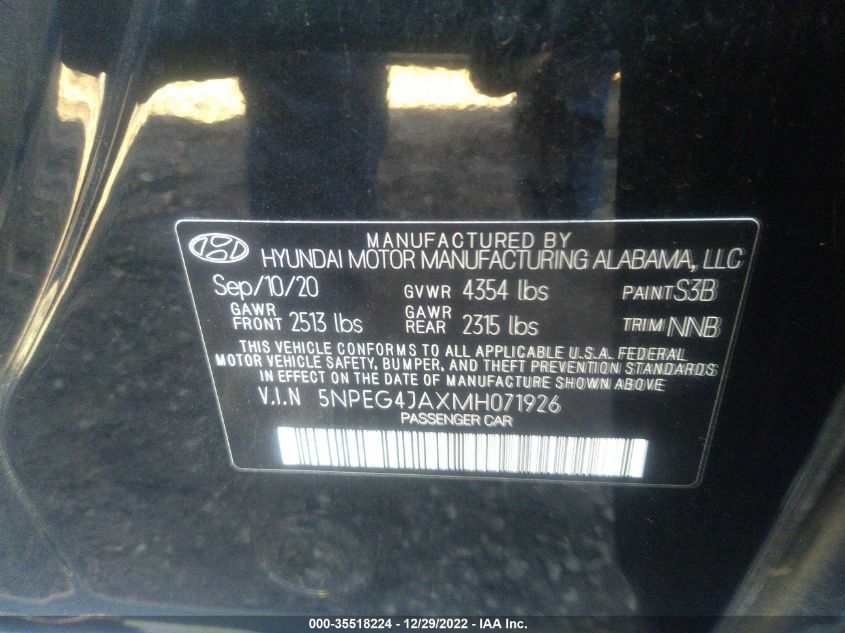 MANUFACTURED BY
HYUNDAI MOTOR MANUFACTURING ALABAMA, LLC
Sep/10/20 GVWR 4354 lbs PAINT S3B
GAWR FRONT 2513 lbs GAWR REAR 2315 lbs TRIM NNB
THIS VEHICLE CONFORMS TO ALL APPLICABLE U.S.A. FEDERAL
MOTOR VEHICLE SAFETY, BUMPER, AND THEFT PREVENTION STANDARDS
IN EFFECT ON THE DATE OF MANUFACTURE SHOWN ABOVE
V.I.N 5NPEG4JAXMH071926
PASSENGER CAR
000-35518224 - 12/29/2022 - IAA Inc.